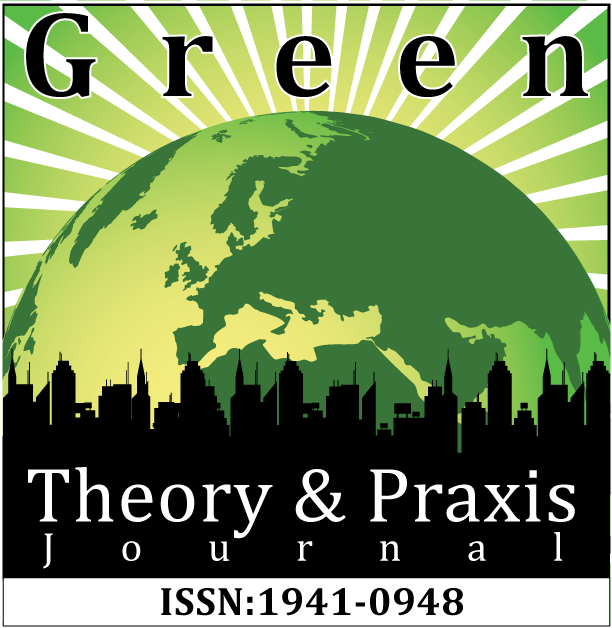 Green
Theory & Praxis
Journal
ISSN:1941-0948